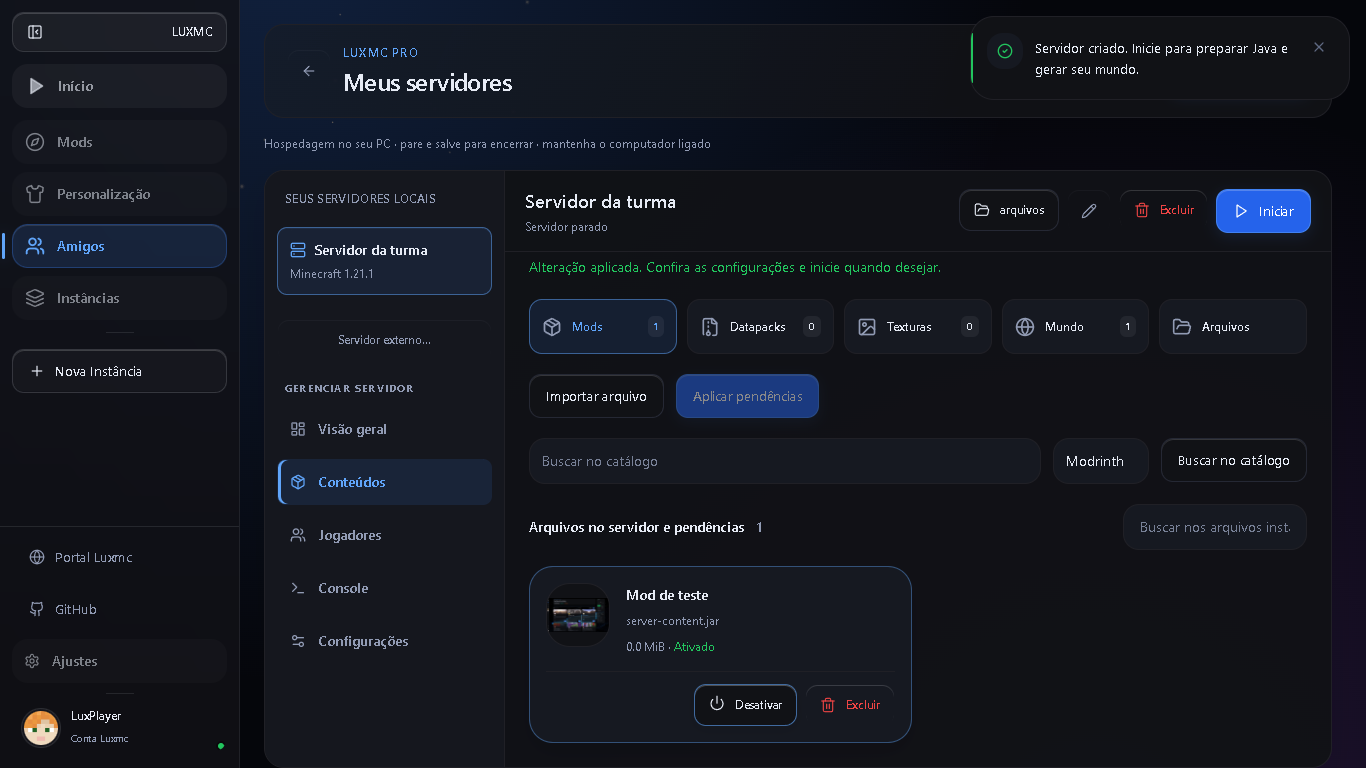 LUXMC
Início
Mods
Personalização
Amigos
Instâncias
Nova Instância
Portal Luxmc
GitHub
Ajustes
LuxPlayer
Conta Luxmc
LUXMC PRO
Meus servidores
Servidor criado. Inicie para preparar Java e
gerar seu mundo.
Hospedagem no seu PC · pare e salve para encerrar · mantenha o computador ligado
SEUS SERVIDORES LOCAIS
Servidor da turma
Minecraft 1.21.1
Servidor externo...
GERENCIAR SERVIDOR
Visão geral
Conteúdos
Jogadores
Console
Configurações
Servidor da turma
Servidor parado
arquivos
Excluir
Iniciar
Alteração aplicada. Confira as configurações e inicie quando desejar.
Mods 1
Datapacks 0
Texturas 0
Mundo 1
Arquivos
Importar arquivo
Aplicar pendências
Buscar no catálogo
Modrinth
Buscar no catálogo
Arquivos no servidor e pendências 1
Buscar nos arquivos inst.
Mod de teste
server-content.jar
0.0 MiB · Ativado
Desativar
Excluir